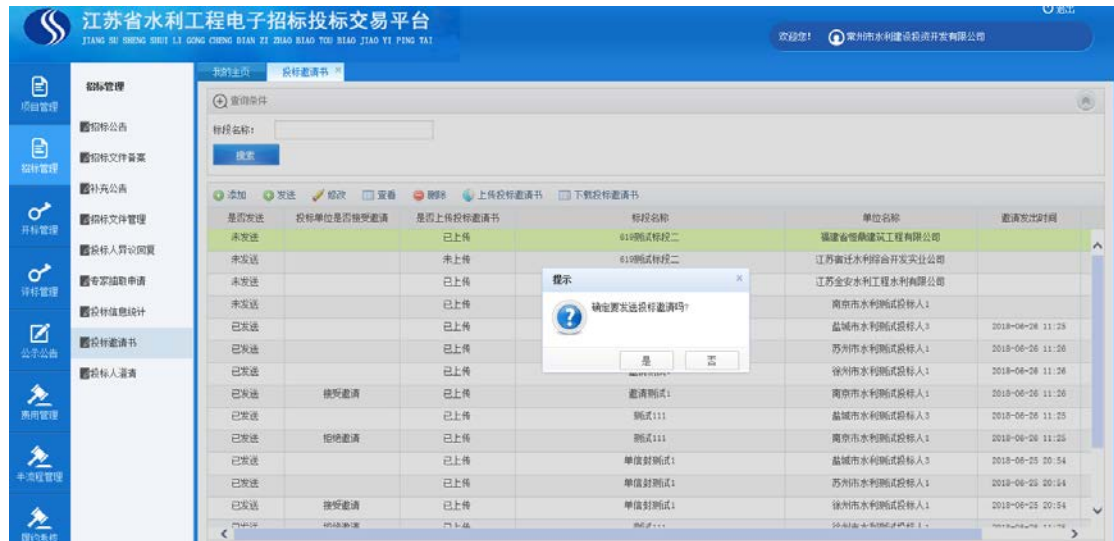 退出
江苏省水利工程电子招标投标交易平台
JIANG SU SHENG SHUI LI GONG CHENG DIAN ZI ZHAO BIAO TOU BIAO JIAO YI PING TAI
欢迎您! 常州市水利建设投资开发有限公司
我的主页 投标邀请书
项目管理
招标管理
开标管理
评标管理
公示公告
费用管理
半流程管理
招标管理
招标公告
招标文件备案
补充公告
招标文件管理
投标人异议回复
专家抽取申请
投标信息统计
投标邀请书
投标人澄清
查询条件
标段名称:
搜索
添加 发送 修改 查看 删除 上传投标邀请书 下载投标邀请书
是否发送 投标单位是否接受邀请 是否上传投标邀请书 标段名称 单位名称 邀请发出时间
未发送 已上传 619测试标段二 福建省恒鼎建筑工程有限公司
未发送 未上传 619测试标段二 江苏宿迁水利综合开发实业公司
未发送 已上传 江苏金安水利工程水利有限公司
未发送 已上传 南京市水利测试投标人1
已发送 已上传 盐城市水利测试投标人3 2018-06-26 11:25
已发送 已上传 苏州市水利测试投标人1 2018-06-26 11:26
已发送 已上传 徐州市水利测试投标人1 2018-06-26 11:26
已发送 接受邀请 已上传 邀请测试1 南京市水利测试投标人1 2018-06-26 11:26
已发送 已上传 测试111 盐城市水利测试投标人3 2018-06-26 11:25
已发送 拒绝邀请 已上传 测试111 南京市水利测试投标人1 2018-06-26 11:25
已发送 已上传 单信封测试1 盐城市水利测试投标人3 2018-06-25 20:54
已发送 已上传 单信封测试1 苏州市水利测试投标人1 2018-06-25 20:54
已发送 接受邀请 已上传 单信封测试1 徐州市水利测试投标人1 2018-06-25 20:54
提示
确定要发送投标邀请吗?
是 否